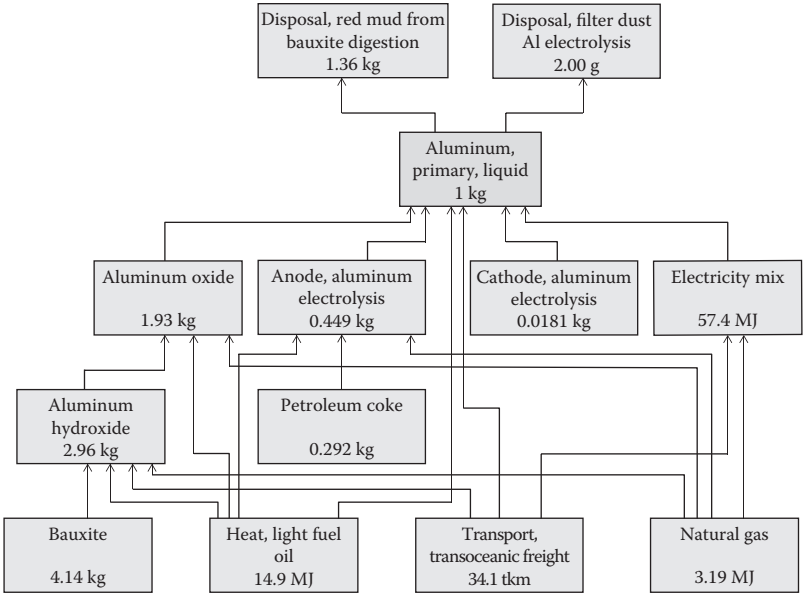 Disposal, red mud from
bauxite digestion
1.36 kg
Disposal, filter dust
Al electrolysis
2.00 g
Aluminum,
primary, liquid
1 kg
Aluminum oxide
1.93 kg
Anode, aluminum
electrolysis
0.449 kg
Cathode, aluminum
electrolysis
0.0181 kg
Electricity mix
57.4 MJ
Aluminum
hydroxide
2.96 kg
Petroleum coke
0.292 kg
Bauxite
4.14 kg
Heat, light fuel
oil
14.9 MJ
Transport,
transoceanic freight
34.1 tkm
Natural gas
3.19 MJ